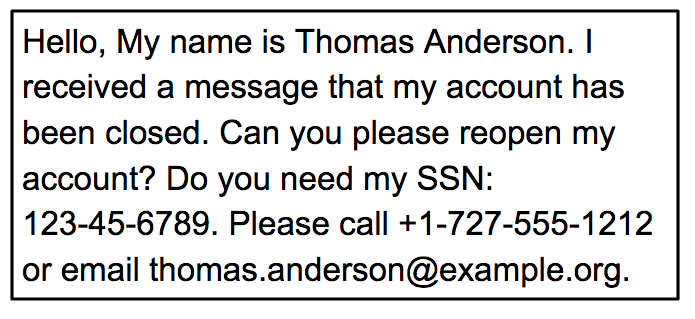 Hello, My name is Thomas Anderson. I
received a message that my account has
been closed. Can you please reopen my
account? Do you need my SSN:
123-45-6789. Please call +1-727-555-1212
or email thomas.anderson@example.org.